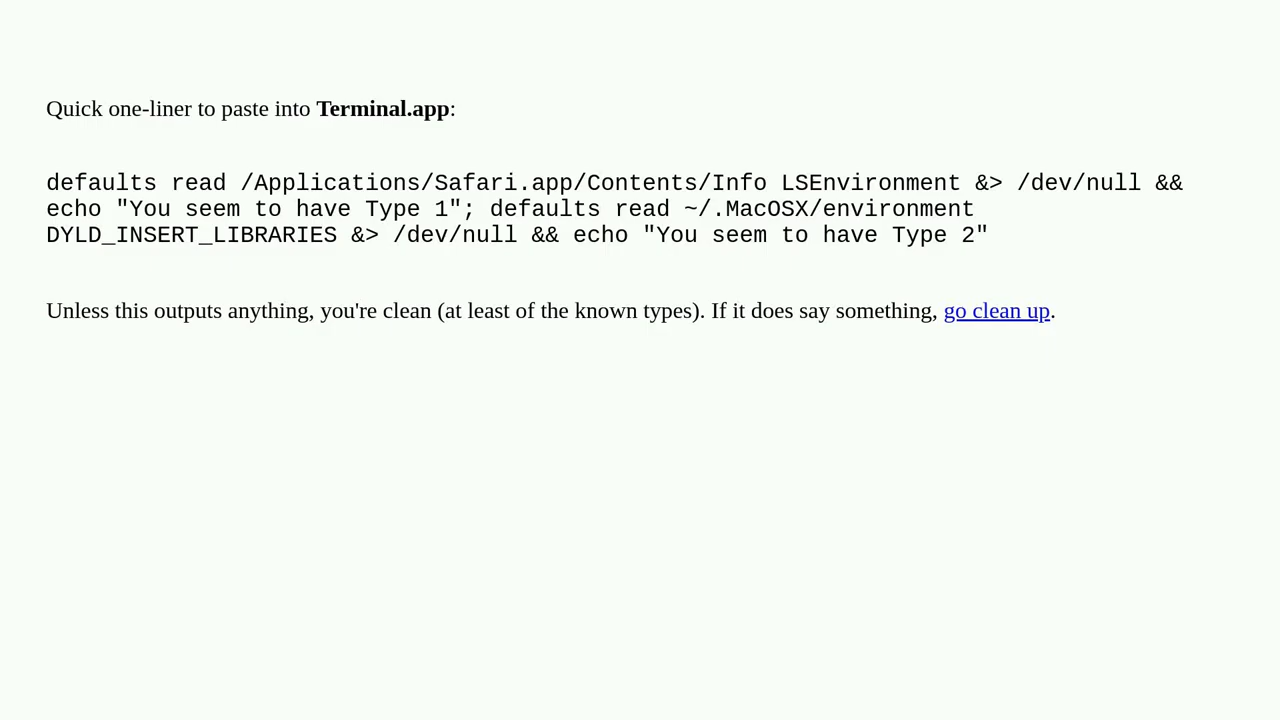 Quick one-liner to paste into Terminal.app:
defaults read /Applications/Safari.app/Contents/Info LSEnvironment &> /dev/null &&
echo "You seem to have Type 1"; defaults read ~/.MacOSX/environment
DYLD_INSERT_LIBRARIES &> /dev/null && echo "You seem to have Type 2"
Unless this outputs anything, you're clean (at least of the known types). If it does say something, go clean up.